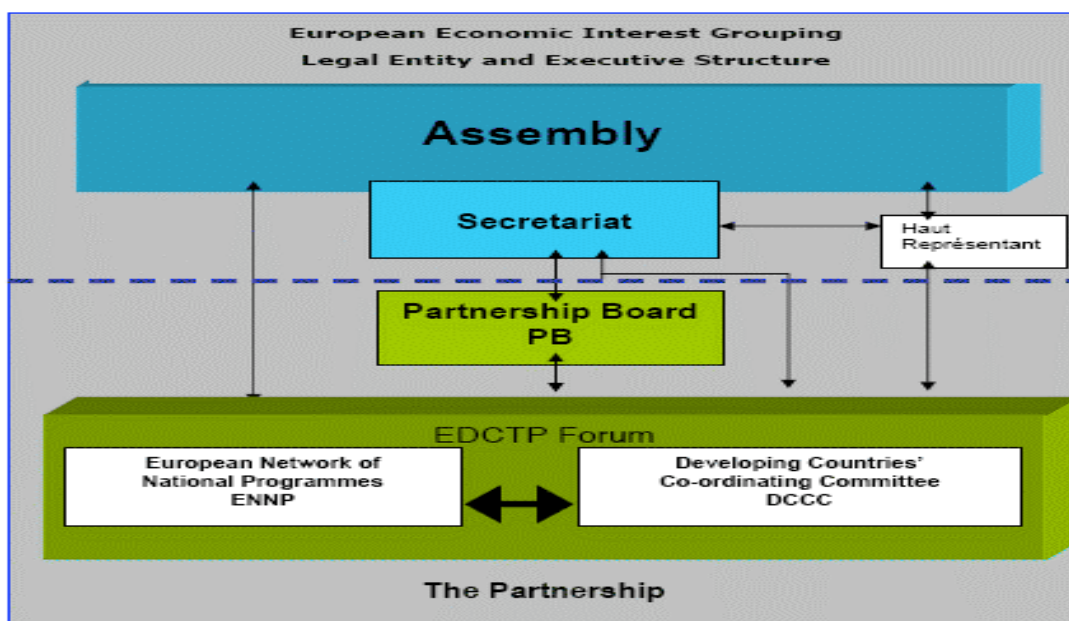 European Economic Interest Grouping
Legal Entity and Executive Structure
Assembly
Secretariat
Haut
Représentant
Partnership Board
PB
EDCTP Forum
European Network of
National Programmes
ENNP
Developing Countries'
Co-ordinating Committee
DCCC
The Partnership